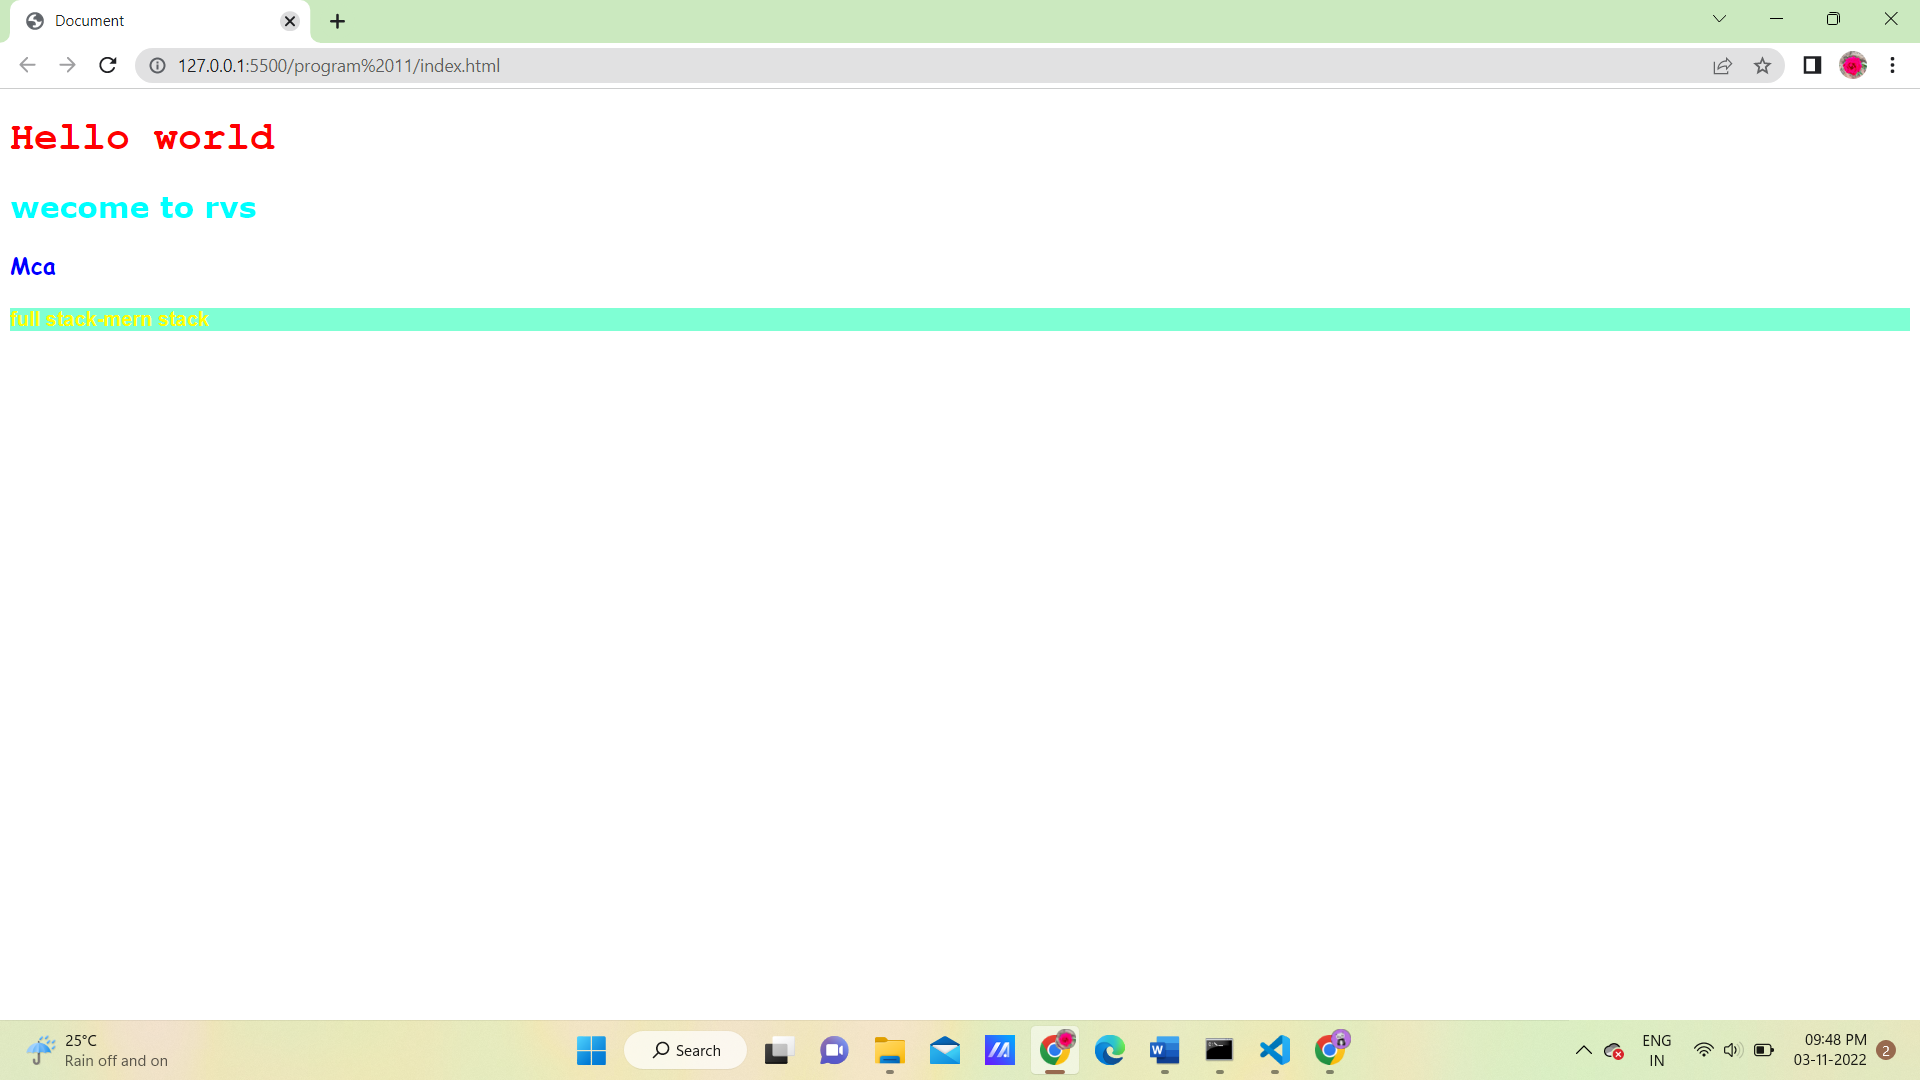 Document
127.0.0.1:5500/program%2011/index.html
Hello world
wecome to rvs
Mca
full stack-mern stack
25°C
Rain off and on
Search
ENG
IN
09:48 PM
03-11-2022
2